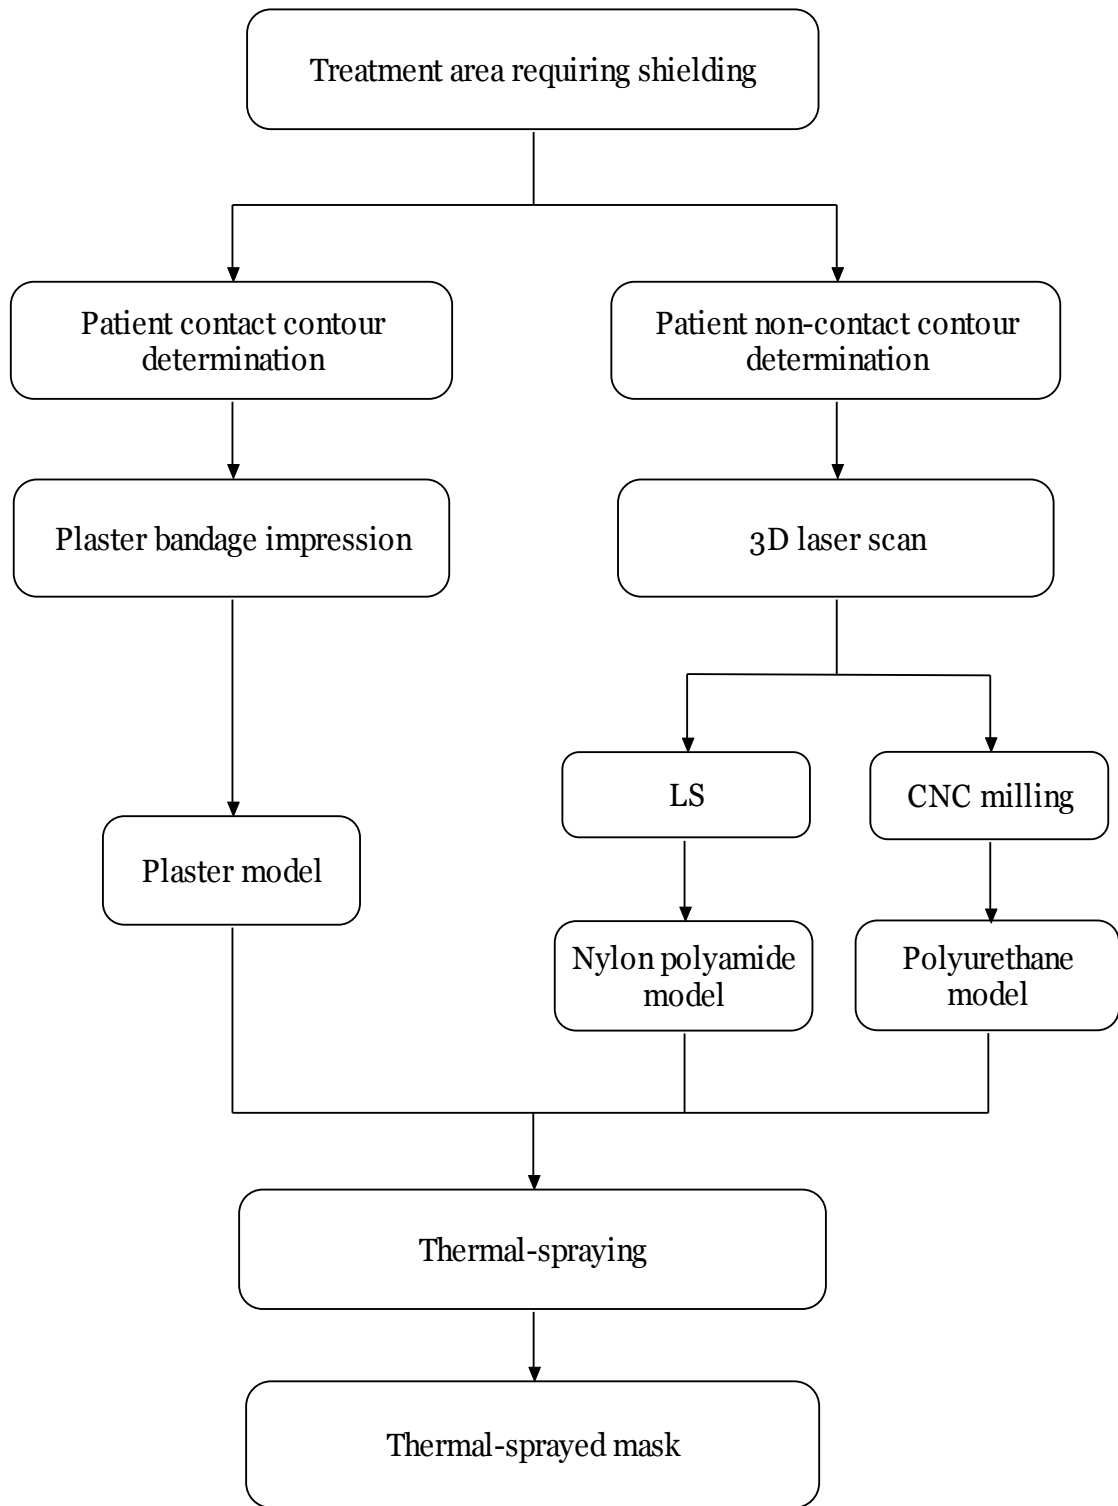 Treatment area requiring shielding
Patient contact contour
determination
Patient non-contact contour
determination
Plaster bandage impression
3D laser scan
LS
CNC milling
Plaster model
Nylon polyamide
model
Polyurethane
model
Thermal-spraying
Thermal-sprayed mask